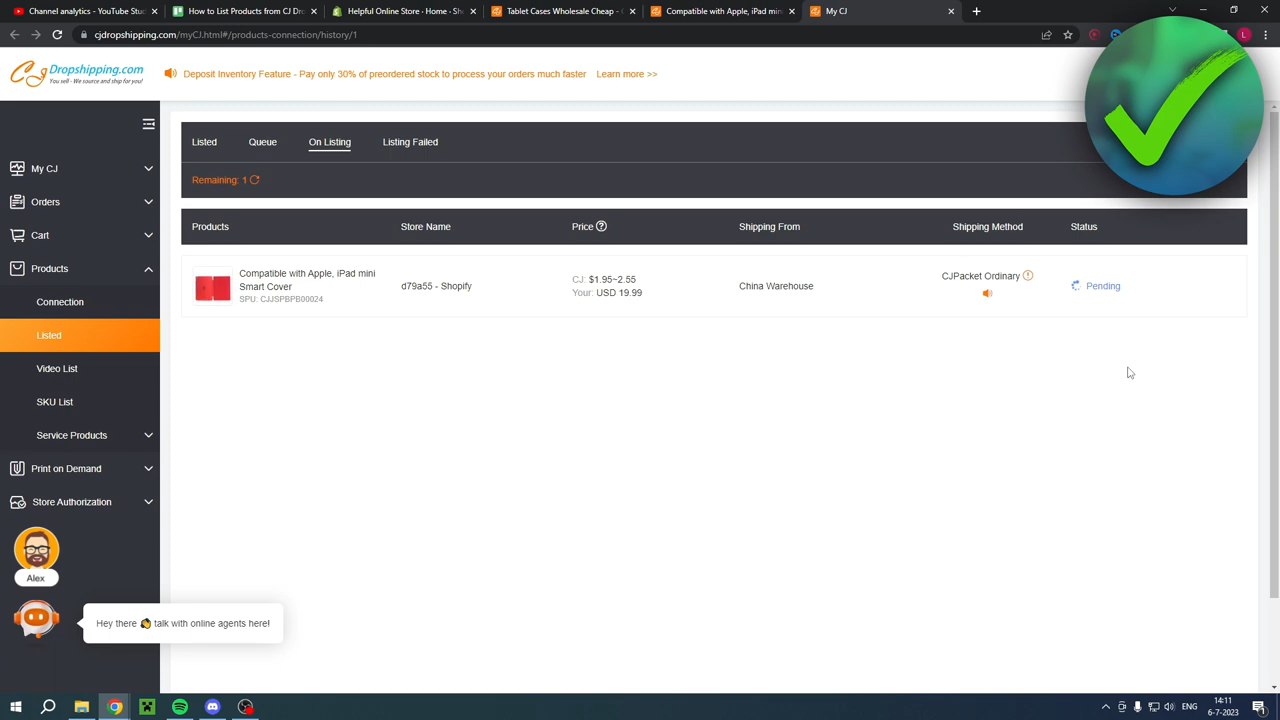 Channel analytics - YouTube Stu
How to List Products from CJ Dro
Helpful Online Store - Home - Sh
Tablet Cases Wholesale Cheap -
Compatible with Apple, iPad min
My CJ
cjdropshipping.com/myCJ.html#/products-connection/history/1
L
CJ Dropshipping.com
You sell - We source and ship for you!
Deposit Inventory Feature - Pay only 30% of preordered stock to process your orders much faster Learn more >>
Listed Queue On Listing Listing Failed
Remaining: 1
My CJ
Orders
Cart
Products
Connection
Listed
Video List
SKU List
Service Products
Print on Demand
Store Authorization
Alex
Hey there 👏 talk with online agents here!
Products Store Name Price Shipping From Shipping Method Status
Compatible with Apple, iPad mini
Smart Cover
SPU: CJJSPBPB00024
d79a55 - Shopify
CJ: $1.95~2.55
Your: USD 19.99
China Warehouse
CJPacket Ordinary
Pending
ENG
14:11
6-7-2023
1